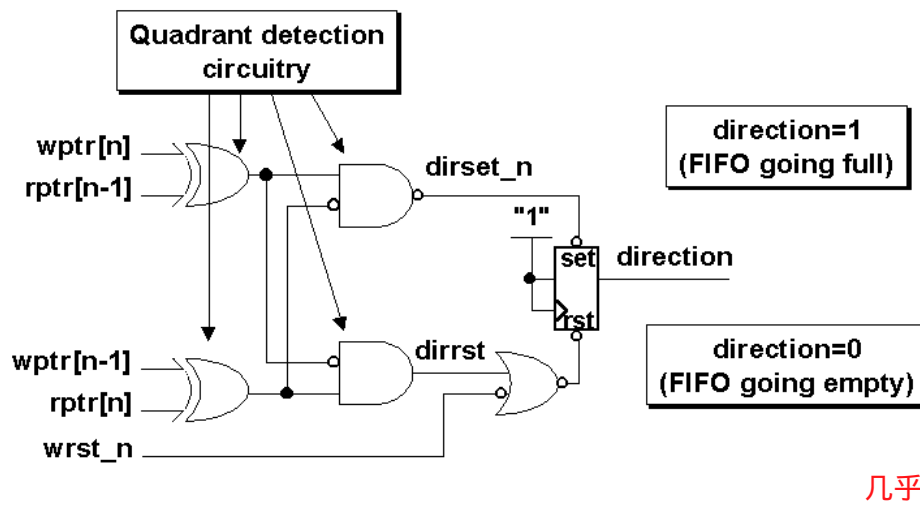 Quadrant detection
circuitry
wptr[n]
rptr[n-1]
dirset_n
direction=1
(FIFO going full)
"1"
set
direction
rst
wptr[n-1]
rptr[n]
dirrst
direction=0
(FIFO going empty)
wrst_n
几乎